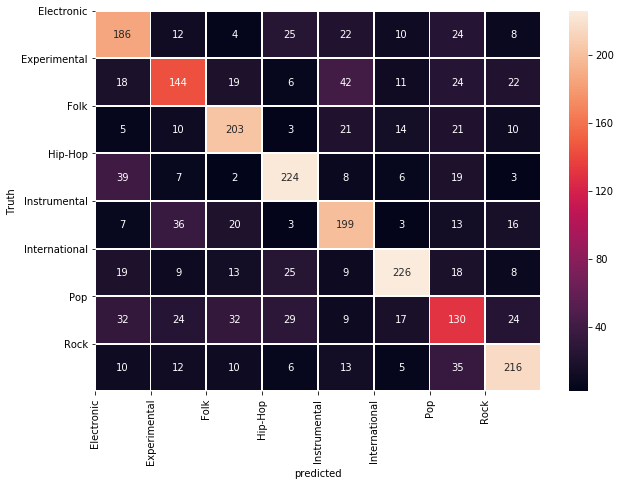 Electronic 186 12 4 25 22 10 24 8
Experimental 18 144 19 6 42 11 24 22
Folk 5 10 203 3 21 14 21 10
Hip-Hop 39 7 2 224 8 6 19 3
Instrumental 7 36 20 3 199 3 13 16
International 19 9 13 25 9 226 18 8
Pop 32 24 32 29 9 17 130 24
Rock 10 12 10 6 13 5 35 216
Truth
Electronic Experimental Folk Hip-Hop Instrumental International Pop Rock
predicted
200
160
120
80
40